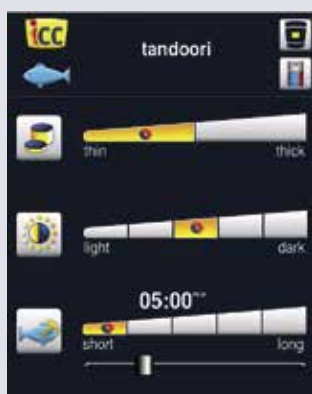 icc
tandoori
thin thick
light dark
05:00
short long